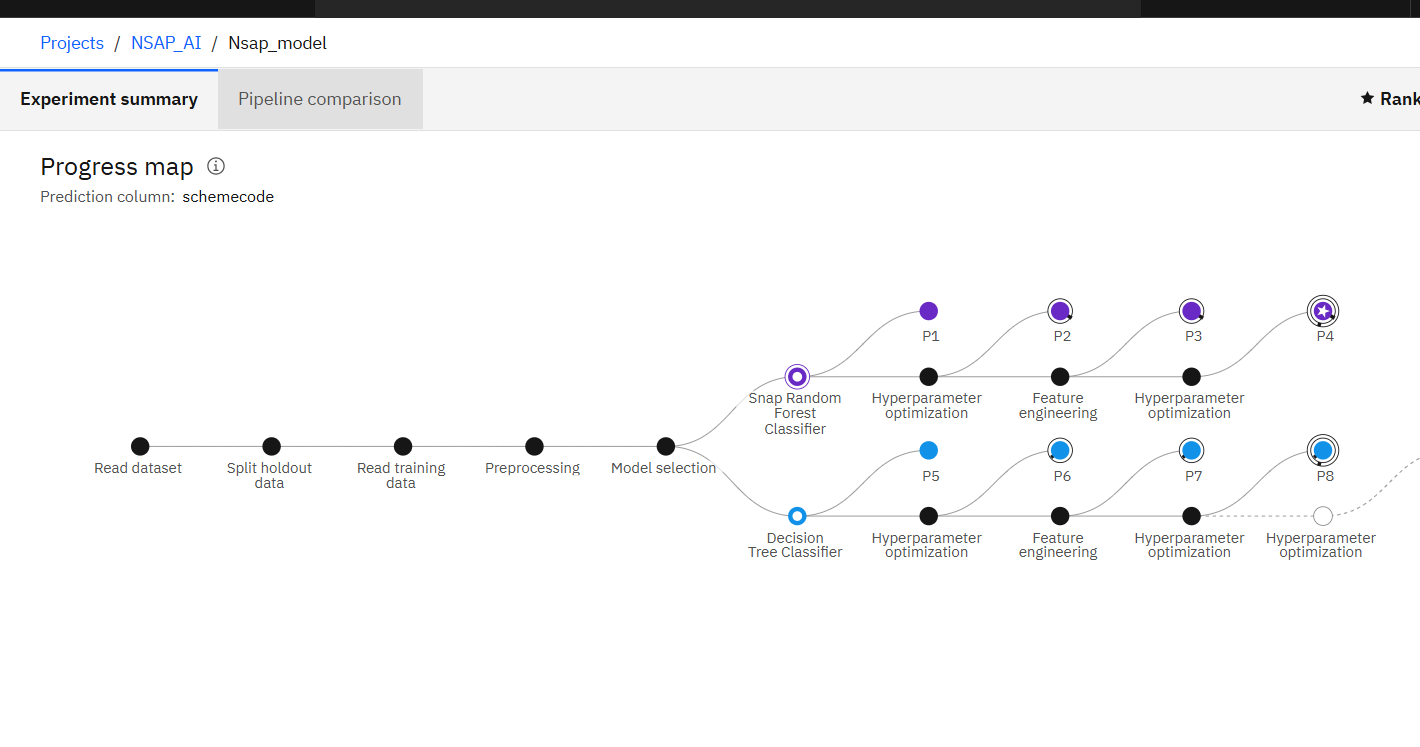 Projects / NSAP_AI / Nsap_model
Experiment summary
Pipeline comparison
Rank
Progress map
Prediction column: schemecode
P1
P2
P3
P4
Snap Random
Forest
Classifier
Hyperparameter
optimization
Feature
engineering
Hyperparameter
optimization
Read dataset
Split holdout
data
Read training
data
Preprocessing
Model selection
P5
P6
P7
P8
Decision
Tree Classifier
Hyperparameter
optimization
Feature
engineering
Hyperparameter
optimization
Hyperparameter
optimization